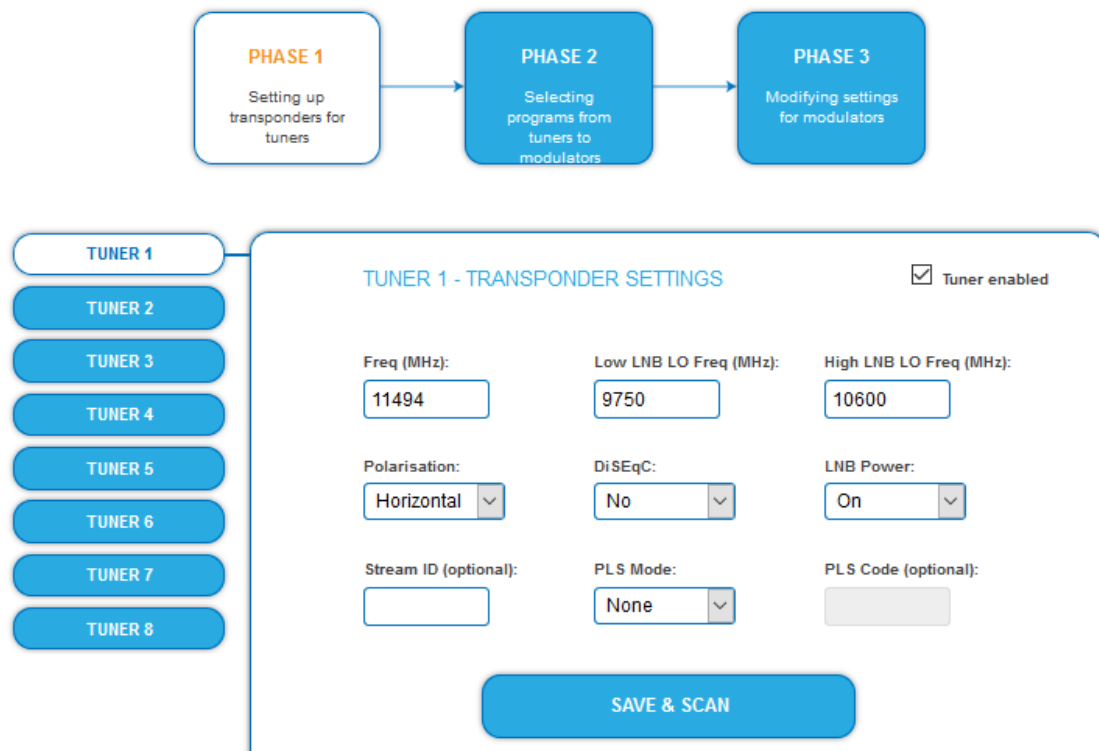 PHASE 1
Setting up
transponders for
tuners
PHASE 2
Selecting
programs from
tuners to
modulators
PHASE 3
Modifying settings
for modulators
TUNER 1
TUNER 2
TUNER 3
TUNER 4
TUNER 5
TUNER 6
TUNER 7
TUNER 8
TUNER 1 - TRANSPONDER SETTINGS
Tuner enabled
Freq (MHz):
11494
Low LNB LO Freq (MHz):
9750
High LNB LO Freq (MHz):
10600
Polarisation:
Horizontal
DiSEqC:
No
LNB Power:
On
Stream ID (optional):
PLS Mode:
None
PLS Code (optional):
SAVE & SCAN